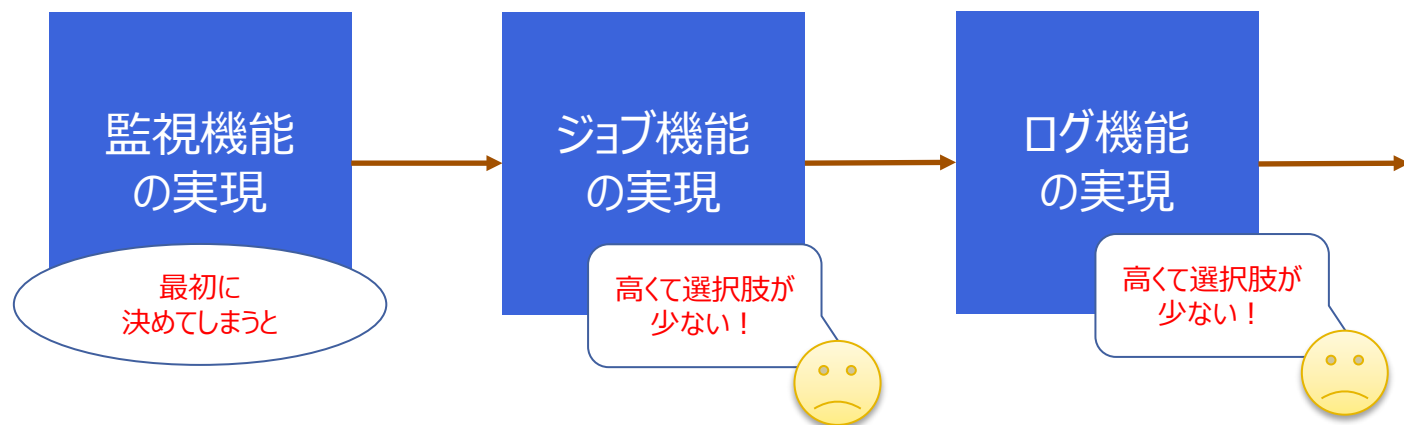 監視機能
の実現
ジョブ機能
の実現
ログ機能
の実現
最初に
決めてしまうと
高くて選択肢が
少ない！
高くて選択肢が
少ない！